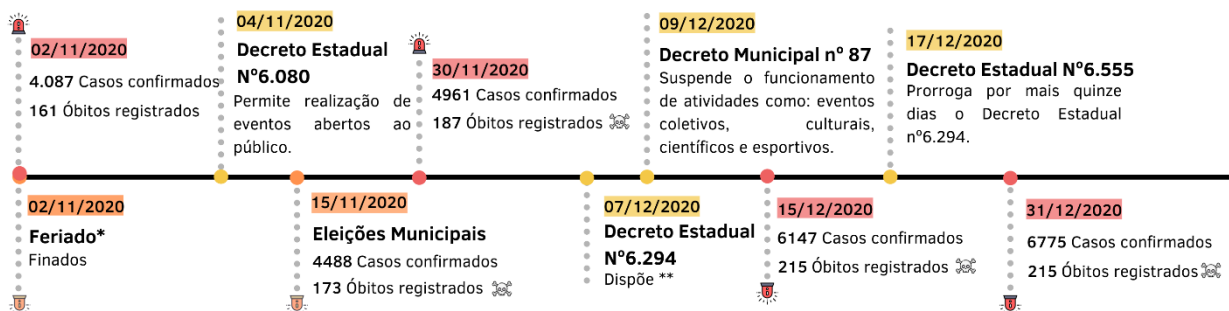 02/11/2020
4.087 Casos confirmados
161 Óbitos registrados
04/11/2020
Decreto Estadual
Nº6.080
Permite realização de
eventos abertos ao
público.
30/11/2020
4961 Casos confirmados
187 Óbitos registrados
09/12/2020
Decreto Municipal nº 87
Suspende o funcionamento
de atividades como: eventos
coletivos, culturais,
científicos e esportivos.
17/12/2020
Decreto Estadual Nº6.555
Prorroga por mais quinze
dias o Decreto Estadual
nº6.294.
02/11/2020
Feriado*
Finados
15/11/2020
Eleições Municipais
4488 Casos confirmados
173 Óbitos registrados
07/12/2020
Decreto Estadual
Nº6.294
Dispõe **
15/12/2020
6147 Casos confirmados
215 Óbitos registrados
31/12/2020
6775 Casos confirmados
215 Óbitos registrados